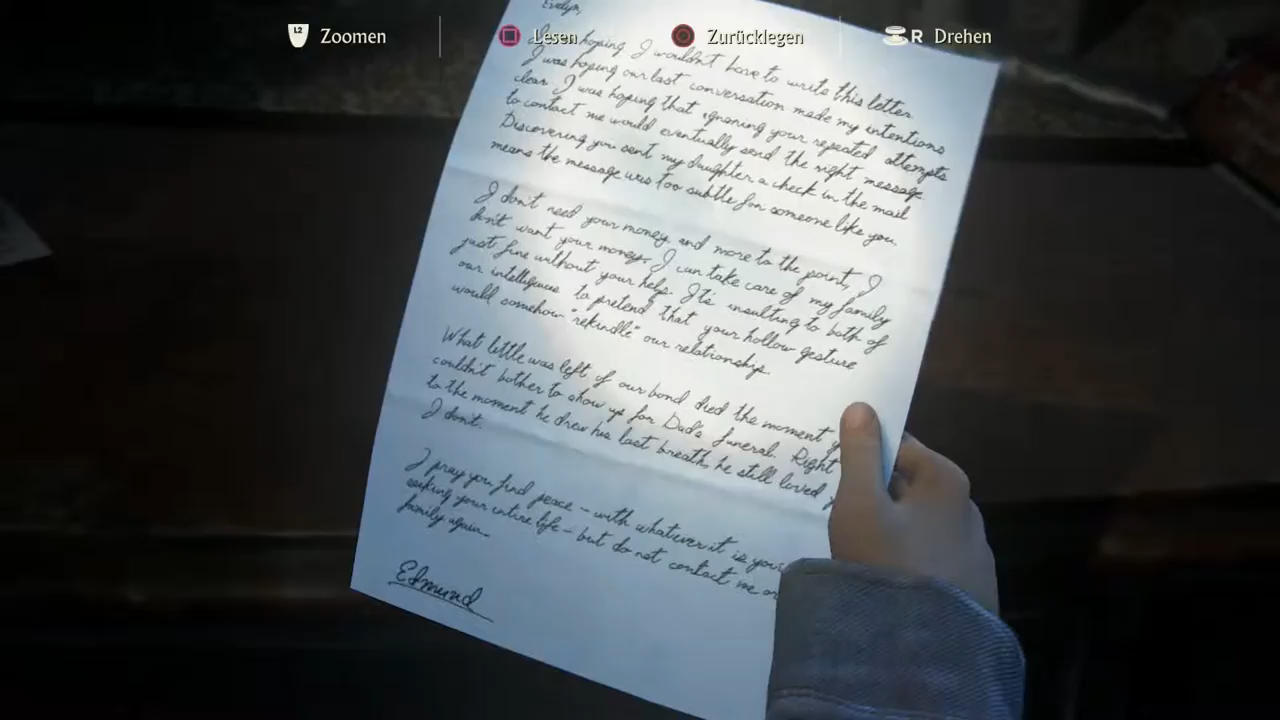 L2 Zoomen
Lesen
Zurücklegen
R Drehen
Evelyn,
hoping I wouldn't have to write this letter.
I was hoping our last conversation made my intentions
clear. I was hoping that ignoring your repeated attempts
to contact me would eventually send the right message.
Discovering you sent my daughter a check in the mail
means the message was too subtle for someone like you.
I don't need your money, and more to the point, I
don't want your money. I can take care of my family
just fine without your help. It's insulting to both of
our intelligences to pretend that your hollow gesture
would somehow "rekindle" our relationship.
What little was left of our bond died the moment
couldn't bother to show up for Dad's funeral. Right
to the moment he drew his last breath, he still loved
I don't.
I pray you find peace - with whatever it is
seeking your entire life - but do not contact me or
family again.
Edmund